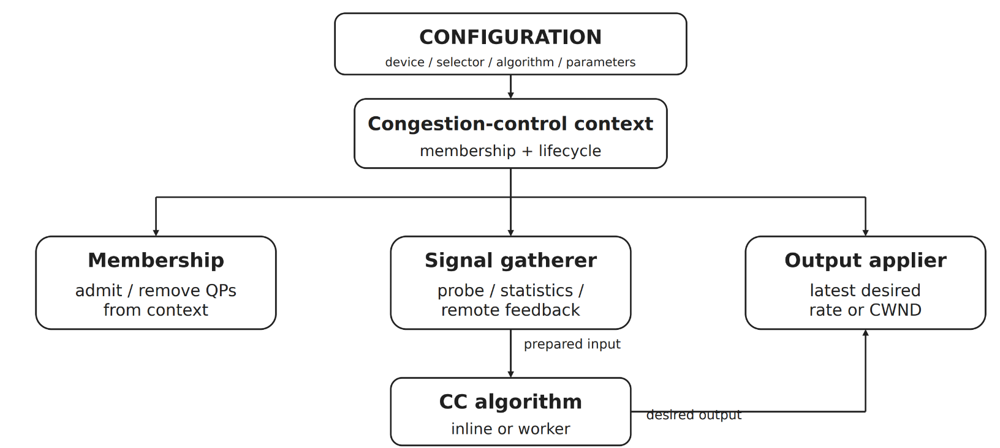 CONFIGURATION
device / selector / algorithm / parameters
Congestion-control context
membership + lifecycle
Membership
admit / remove QPs
from context
Signal gatherer
probe / statistics /
remote feedback
Output applier
latest desired
rate or CWND
prepared input
CC algorithm
inline or worker
desired output